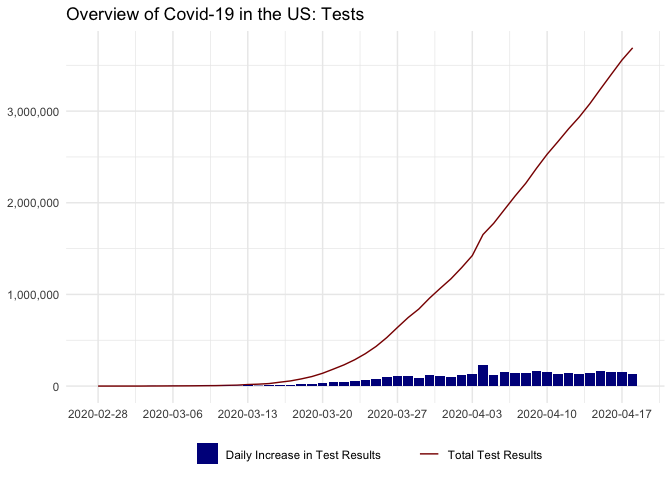 Overview of Covid-19 in the US: Tests
3,000,000
2,000,000
1,000,000
0
2020-02-28 2020-03-06 2020-03-13 2020-03-20 2020-03-27 2020-04-03 2020-04-10 2020-04-17
Daily Increase in Test Results Total Test Results